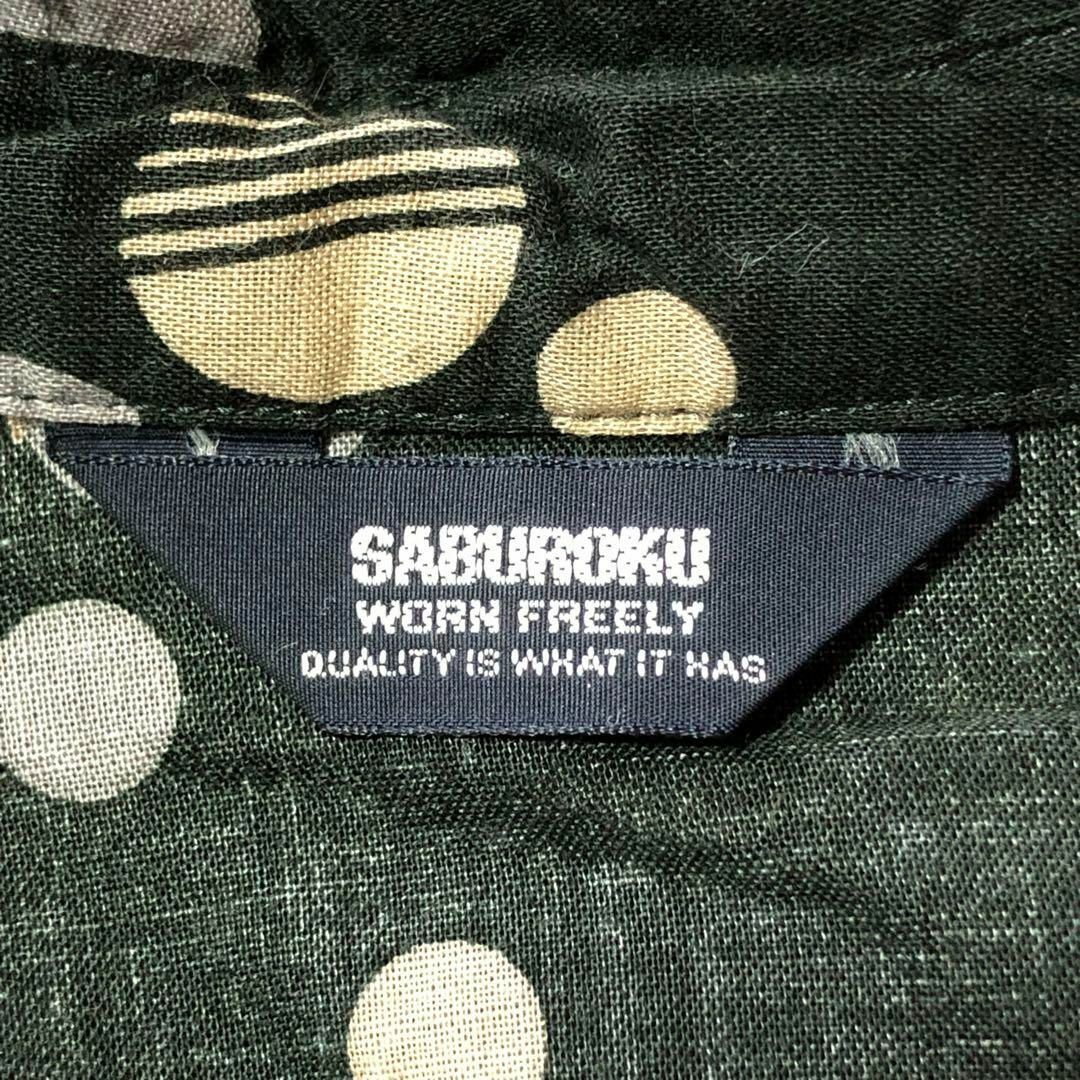 SABUROKU
WORN FREELY
QUALITY IS WHAT IT HAS